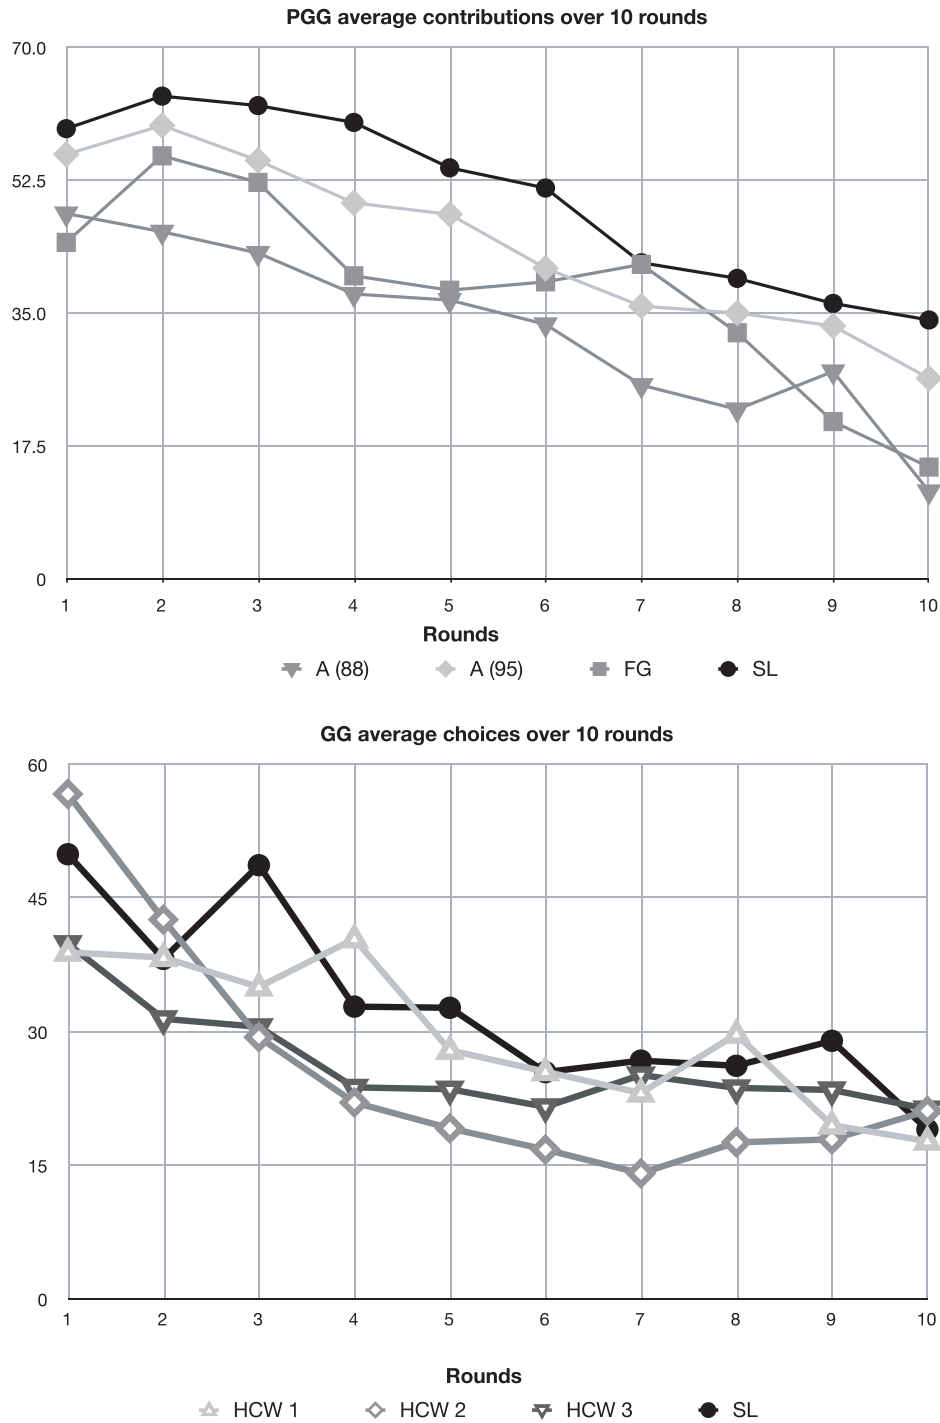 PGG average contributions over 10 rounds
70.0
52.5
35.0
17.5
0
1 2 3 4 5 6 7 8 9 10
Rounds
A (88) A (95) FG SL
GG average choices over 10 rounds
60
45
30
15
0
1 2 3 4 5 6 7 8 9 10
Rounds
HCW 1 HCW 2 HCW 3 SL